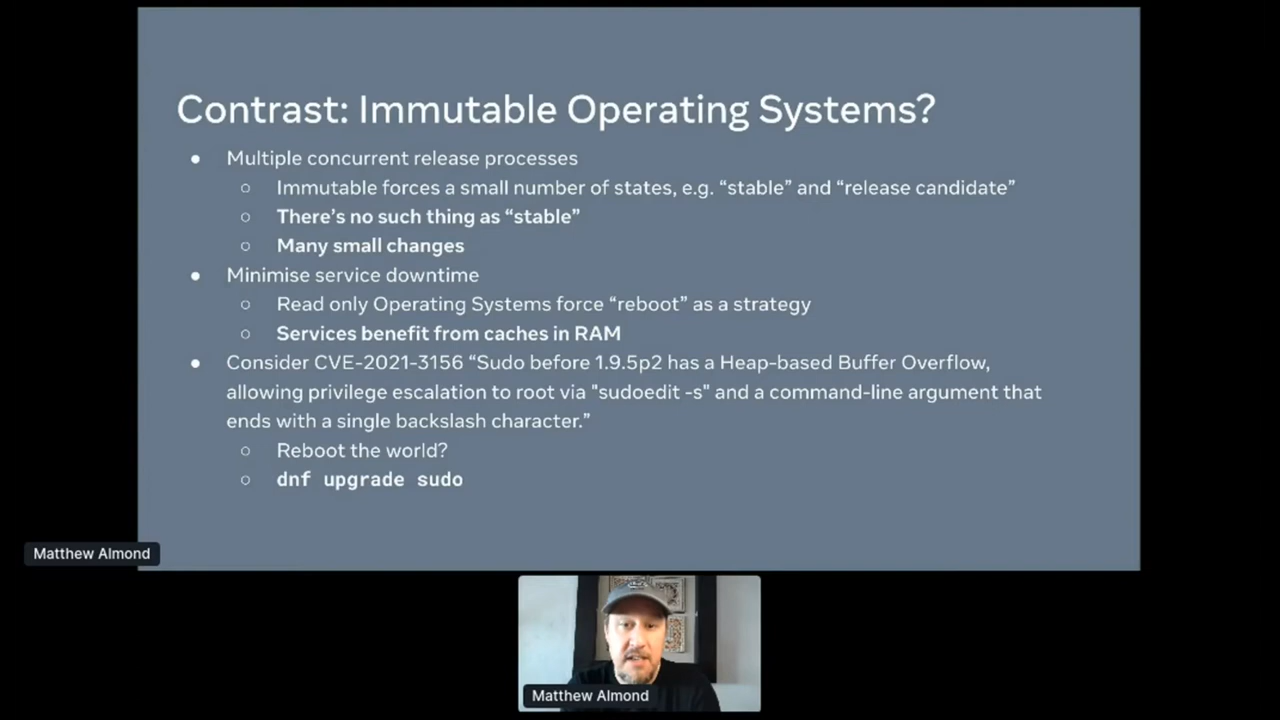 Contrast: Immutable Operating Systems?
● Multiple concurrent release processes
○ Immutable forces a small number of states, e.g. “stable” and “release candidate”
○ There’s no such thing as “stable”
○ Many small changes
● Minimise service downtime
○ Read only Operating Systems force “reboot” as a strategy
○ Services benefit from caches in RAM
● Consider CVE-2021-3156 “Sudo before 1.9.5p2 has a Heap-based Buffer Overflow,
allowing privilege escalation to root via "sudoedit -s" and a command-line argument that
ends with a single backslash character.”
○ Reboot the world?
○ dnf upgrade sudo
Matthew Almond
Matthew Almond